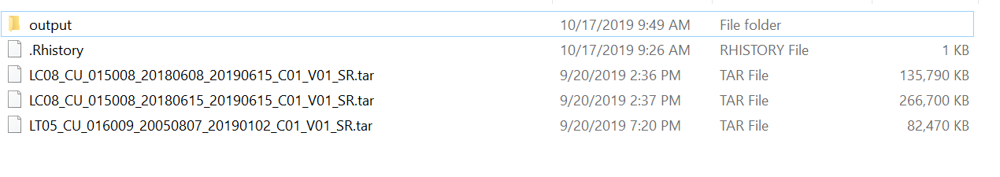 output 10/17/2019 9:49 AM File folder
.Rhistory 10/17/2019 9:26 AM RHISTORY File 1 KB
LC08_CU_015008_20180608_20190615_C01_V01_SR.tar 9/20/2019 2:36 PM TAR File 135,790 KB
LC08_CU_015008_20180615_20190615_C01_V01_SR.tar 9/20/2019 2:37 PM TAR File 266,700 KB
LT05_CU_016009_20050807_20190102_C01_V01_SR.tar 9/20/2019 7:20 PM TAR File 82,470 KB